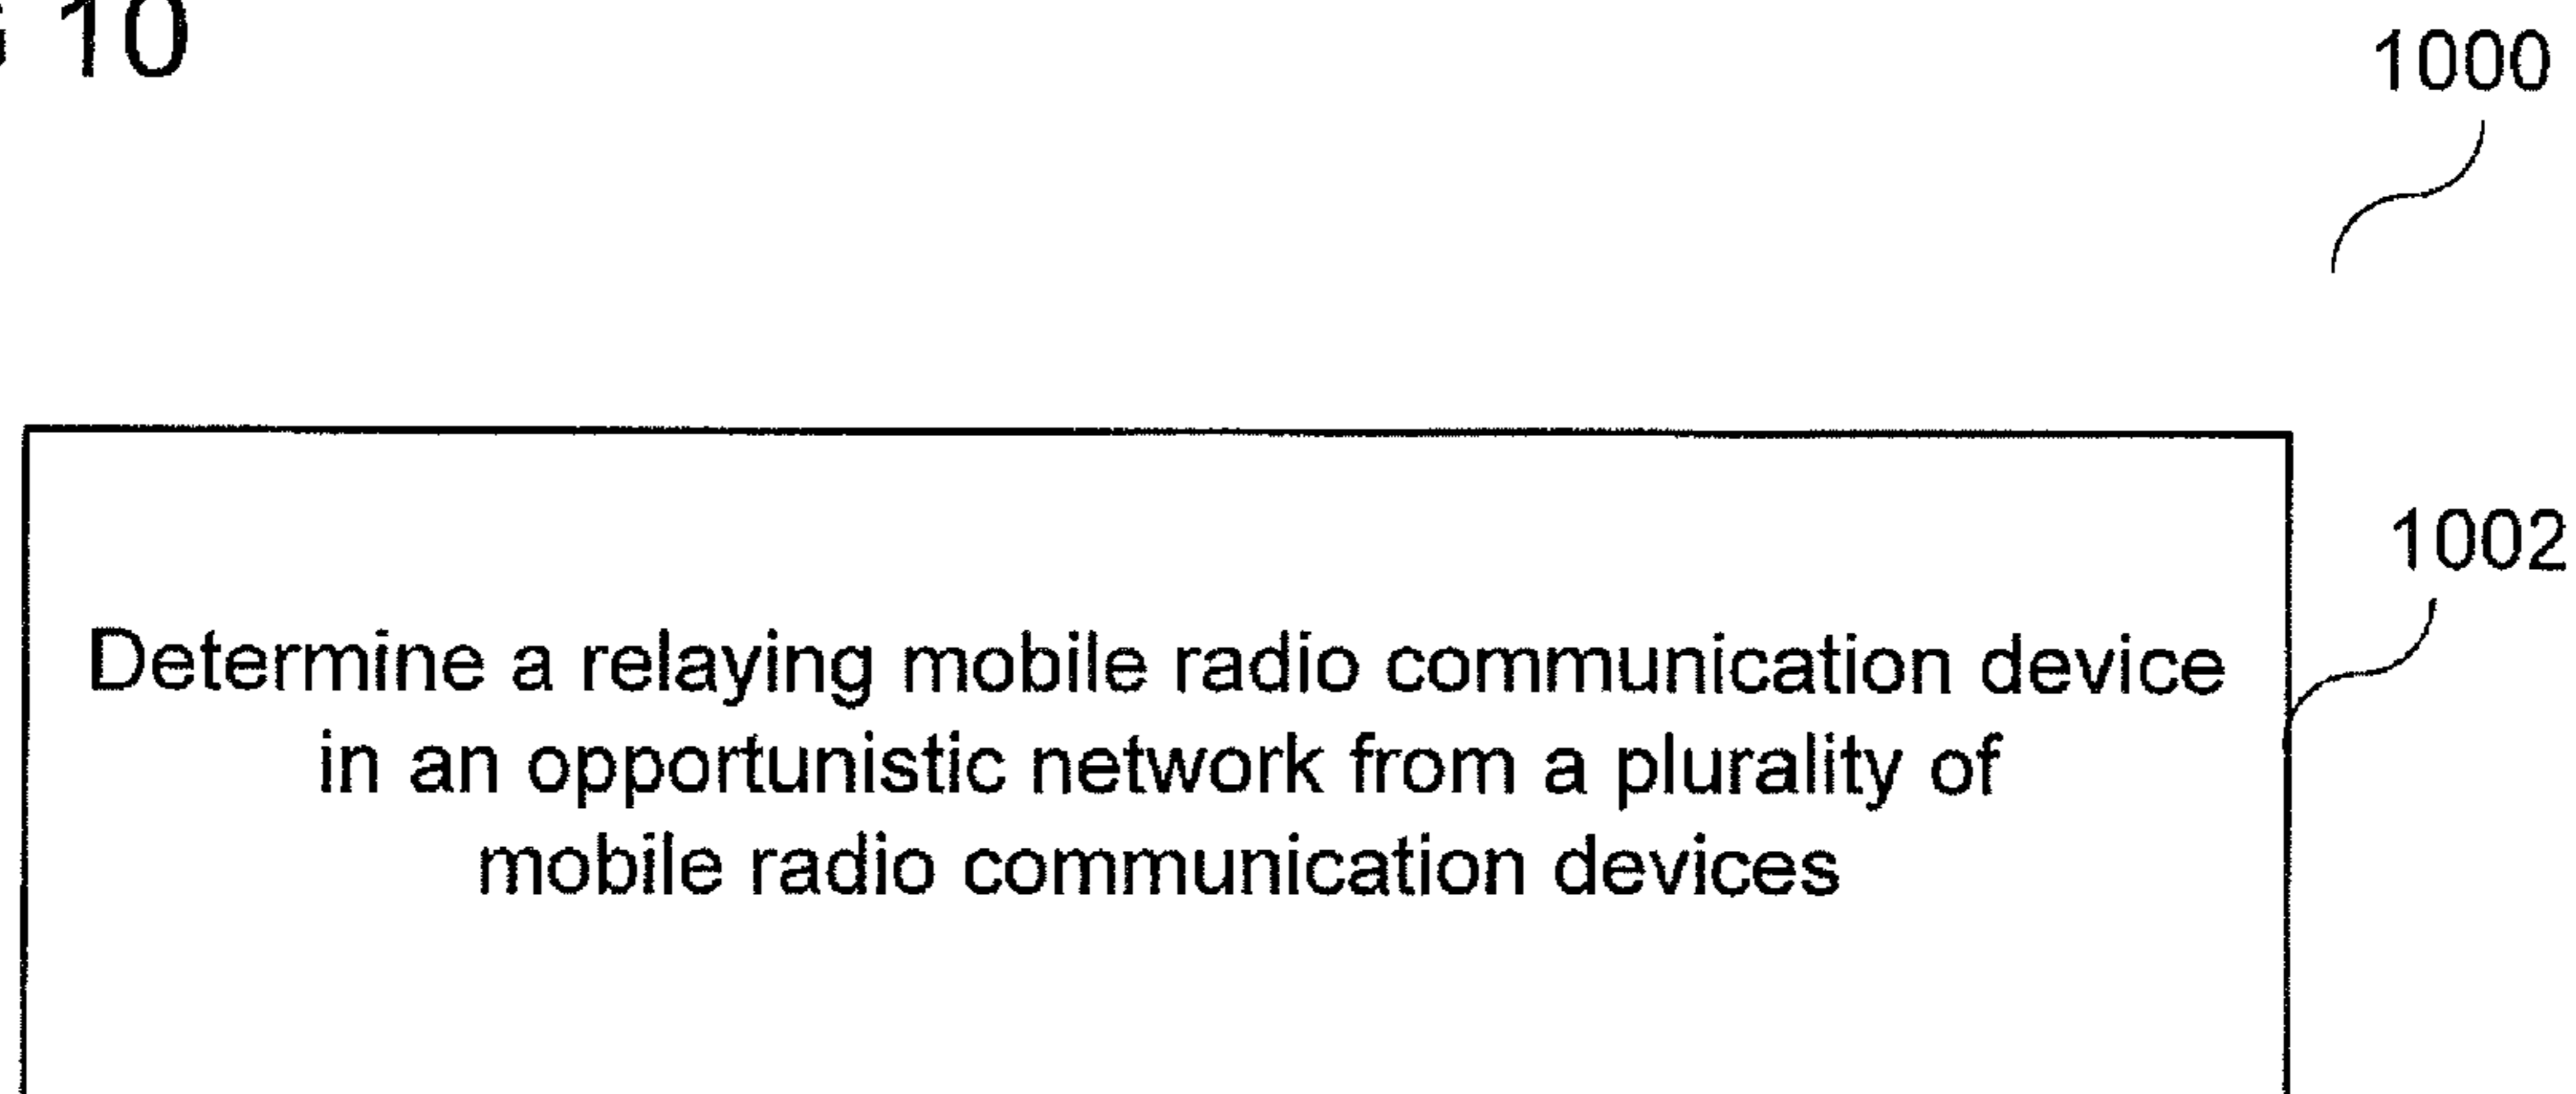 10
1000
1002
Determine a relaying mobile radio communication device
in an opportunistic network from a plurality of
mobile radio communication devices